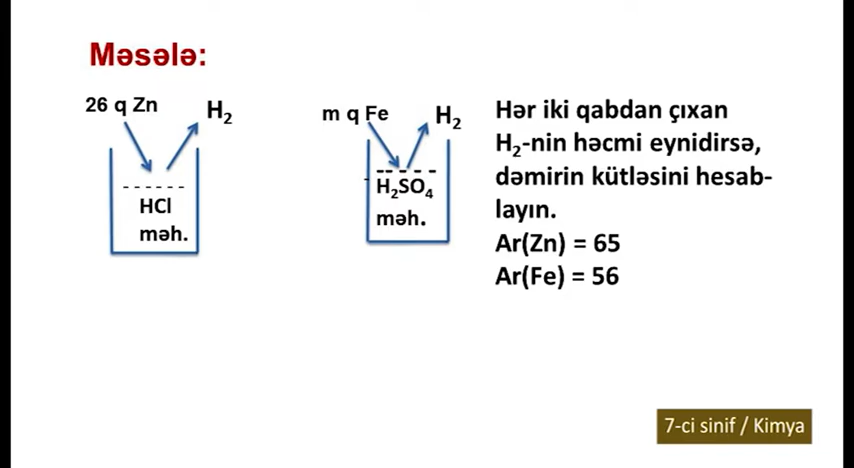 Məsələ:
26 q Zn
H₂
HCl
məh.
m q Fe
H₂
H₂SO₄
məh.
Hər iki qabdan çıxan
H₂-nin həcmi eynidirsə,
dəmirin kütləsini hesab-
layın.
Ar(Zn) = 65
Ar(Fe) = 56
7-ci sinif / Kimya